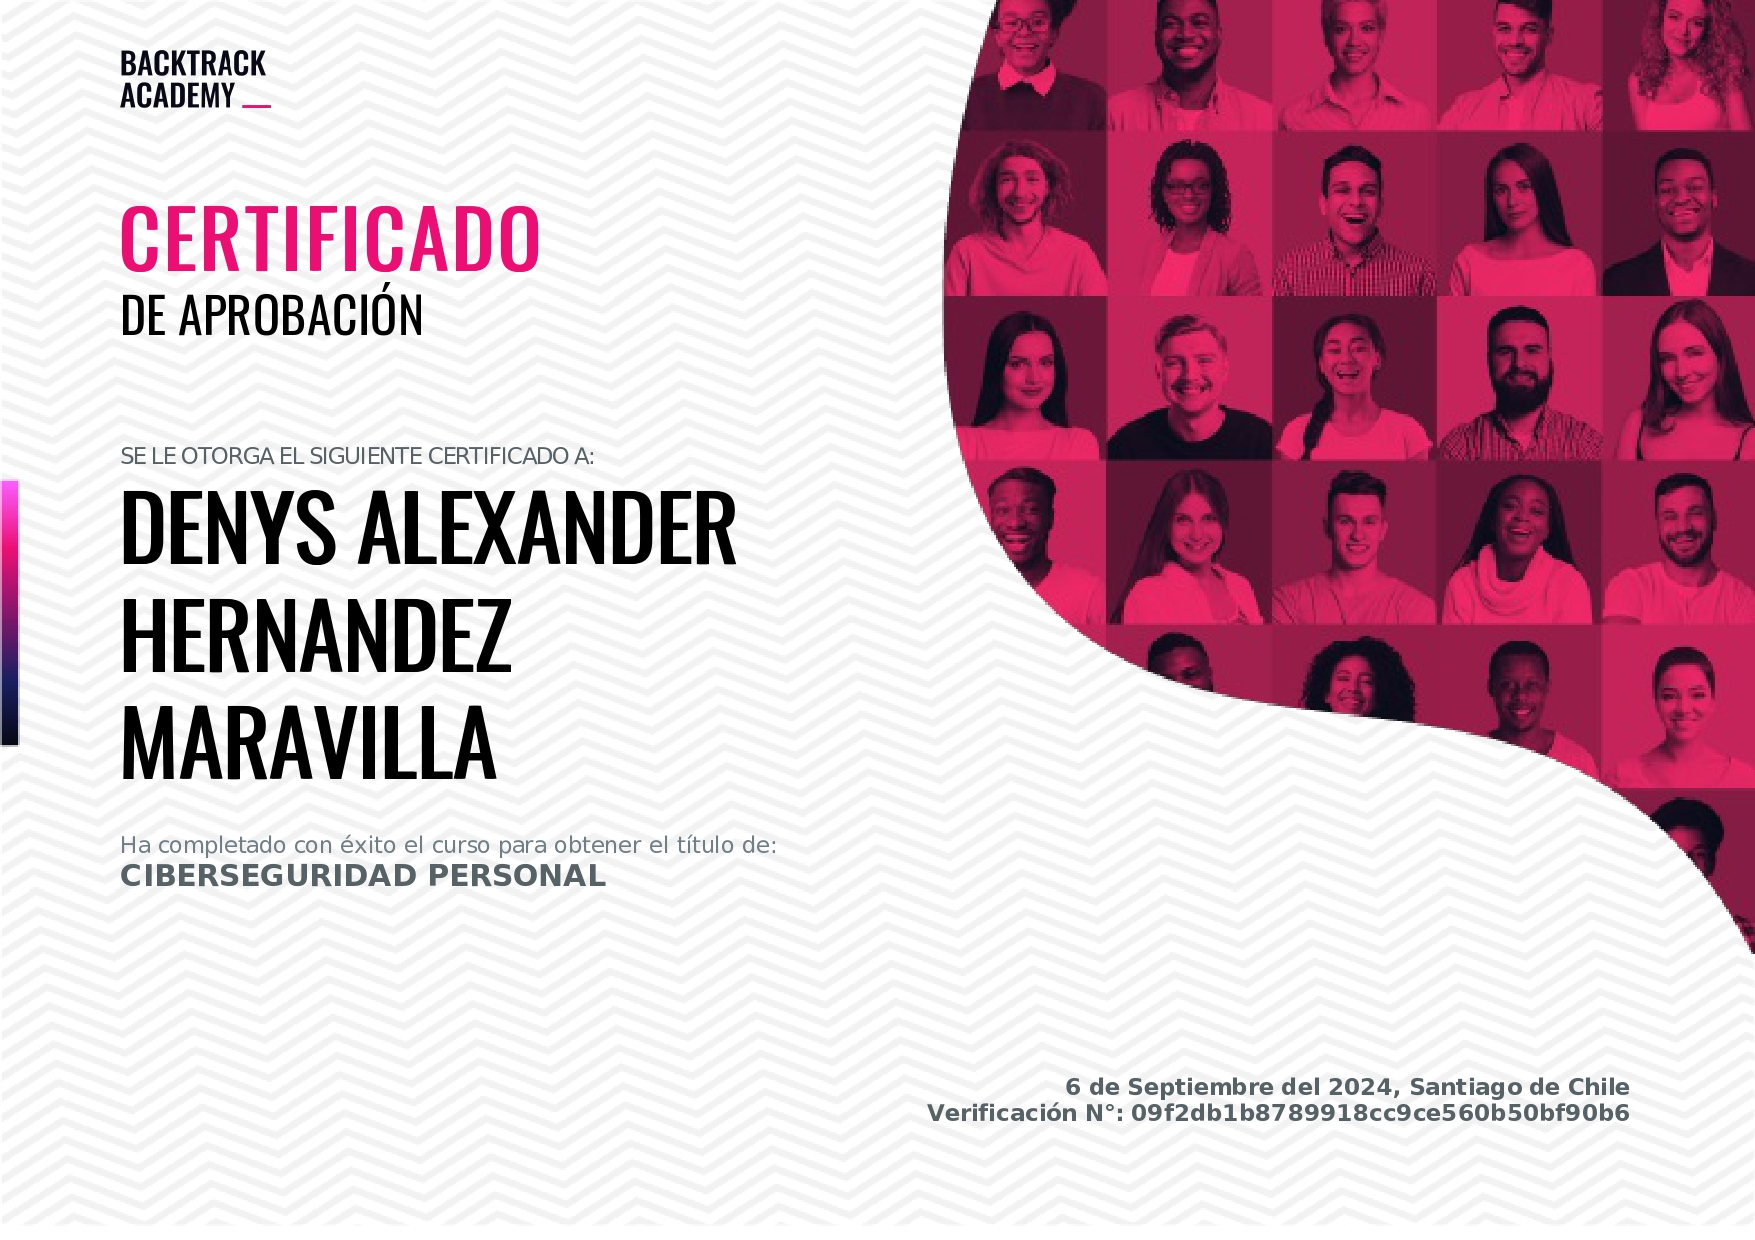 BACKTRACK
ACADEMY
CERTIFICADO
DE APROBACIÓN
SE LE OTORGA EL SIGUIENTE CERTIFICADO A:
DENYS ALEXANDER
HERNANDEZ
MARAVILLA
Ha completado con éxito el curso para obtener el título de:
CIBERSEGURIDAD PERSONAL
6 de Septiembre del 2024, Santiago de Chile
Verificación N°: 09f2db1b8789918cc9ce560b50bf90b6